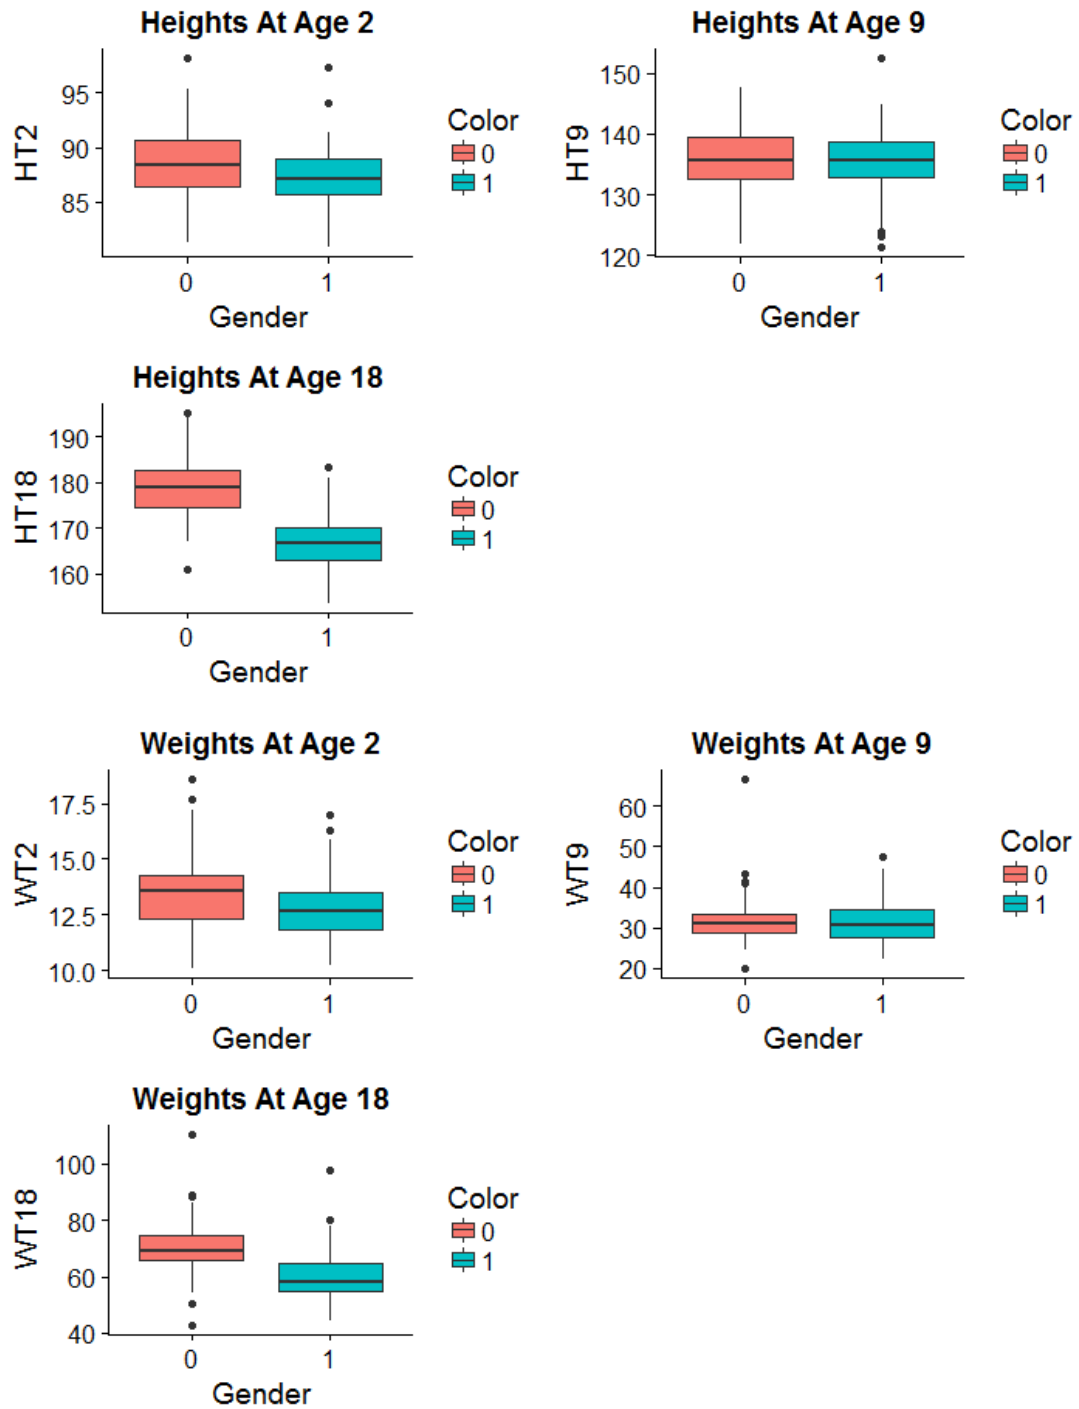 Heights At Age 2
HT2
95
90
85
0 1
Gender
Color
0
1
Heights At Age 9
HT9
150
140
130
120
0 1
Gender
Color
0
1
Heights At Age 18
HT18
190
180
170
160
0 1
Gender
Color
0
1
Weights At Age 2
WT2
17.5
15.0
12.5
10.0
0 1
Gender
Color
0
1
Weights At Age 9
WT9
60
50
40
30
20
0 1
Gender
Color
0
1
Weights At Age 18
WT18
100
80
60
40
0 1
Gender
Color
0
1